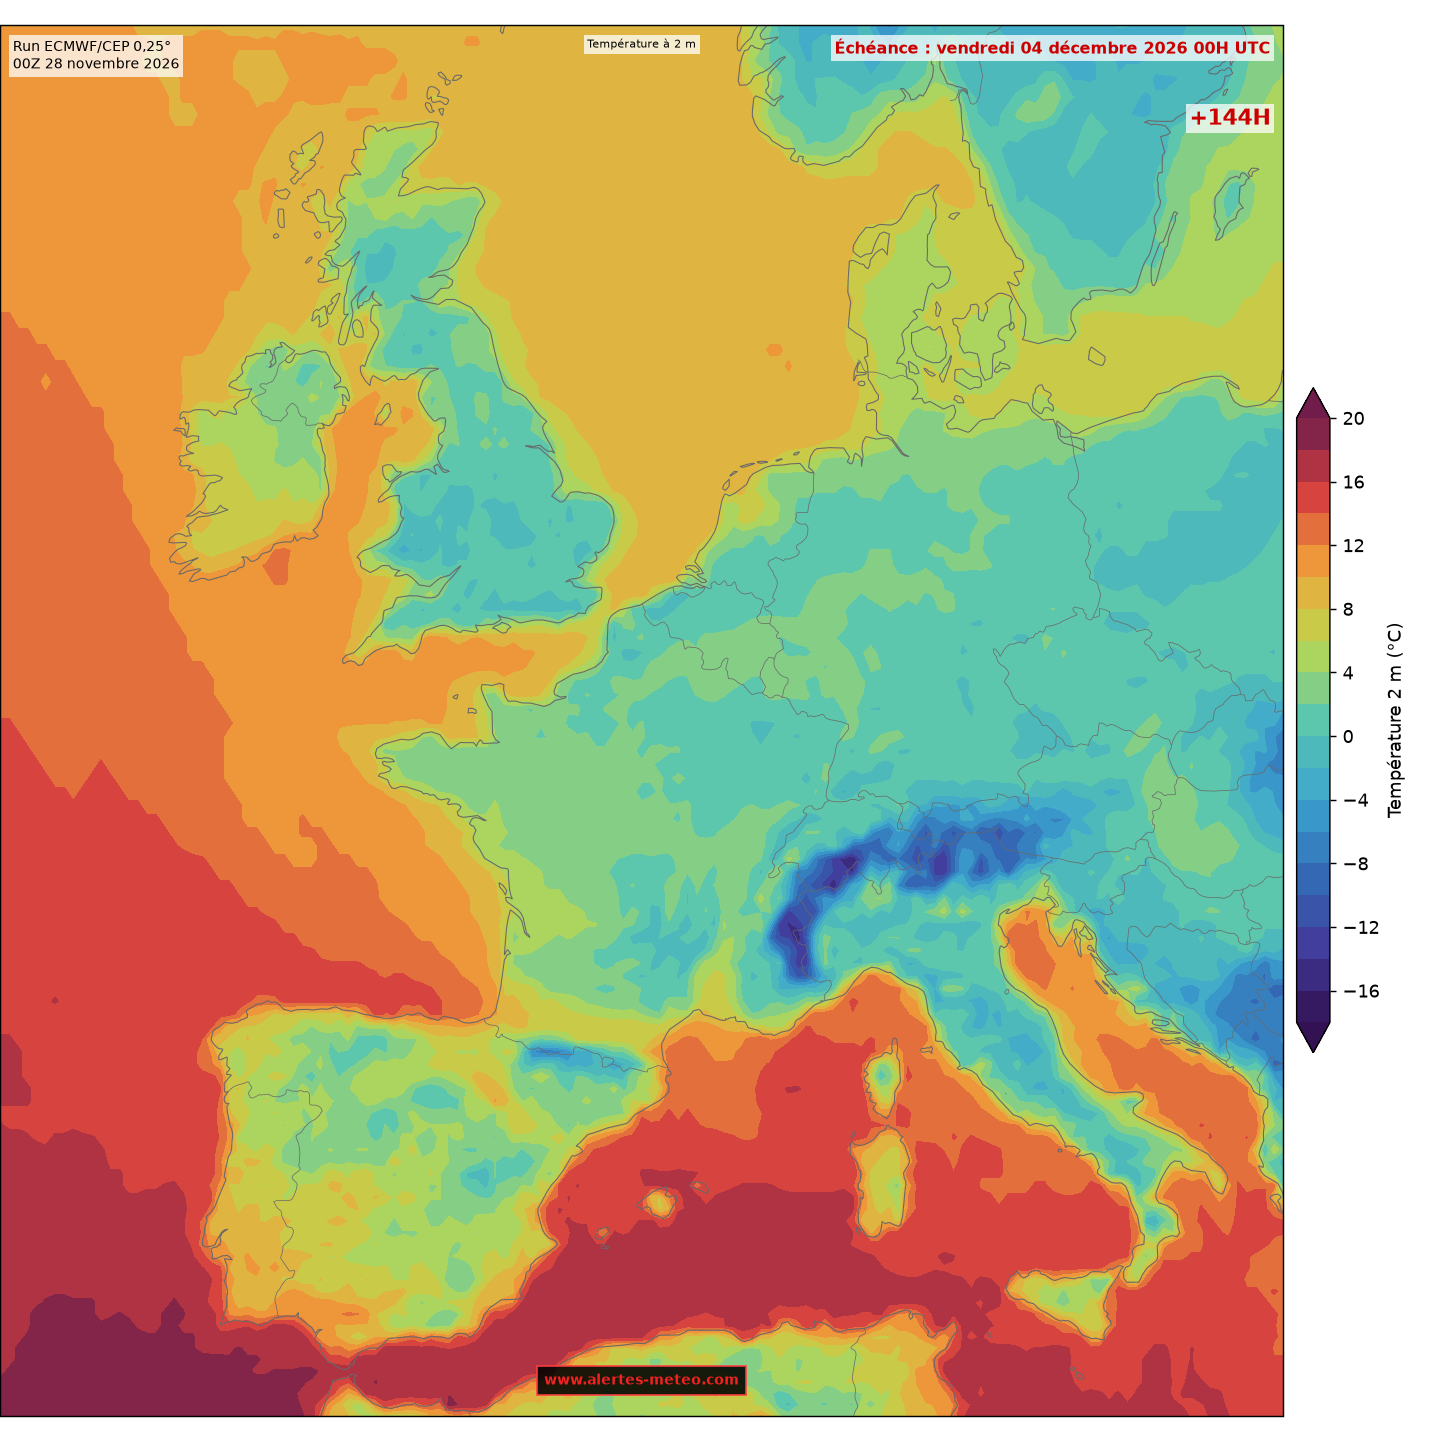 Run ECMWF/CEP 0,25°
00Z 28 novembre 2026
Température à 2 m
Échéance : vendredi 04 décembre 2026 00H UTC
+144H
20
16
12
8
4
0
−4
−8
−12
−16
Température 2 m (°C)
www.alertes-meteo.com